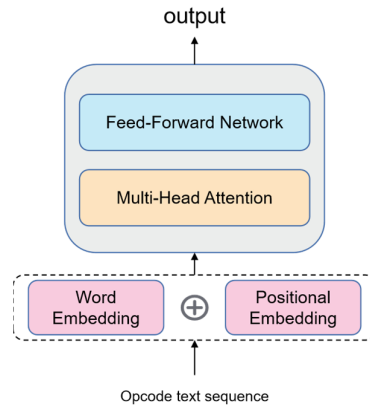 output
Feed-Forward Network
Multi-Head Attention
Word
Embedding
Positional
Embedding
Opcode text sequence